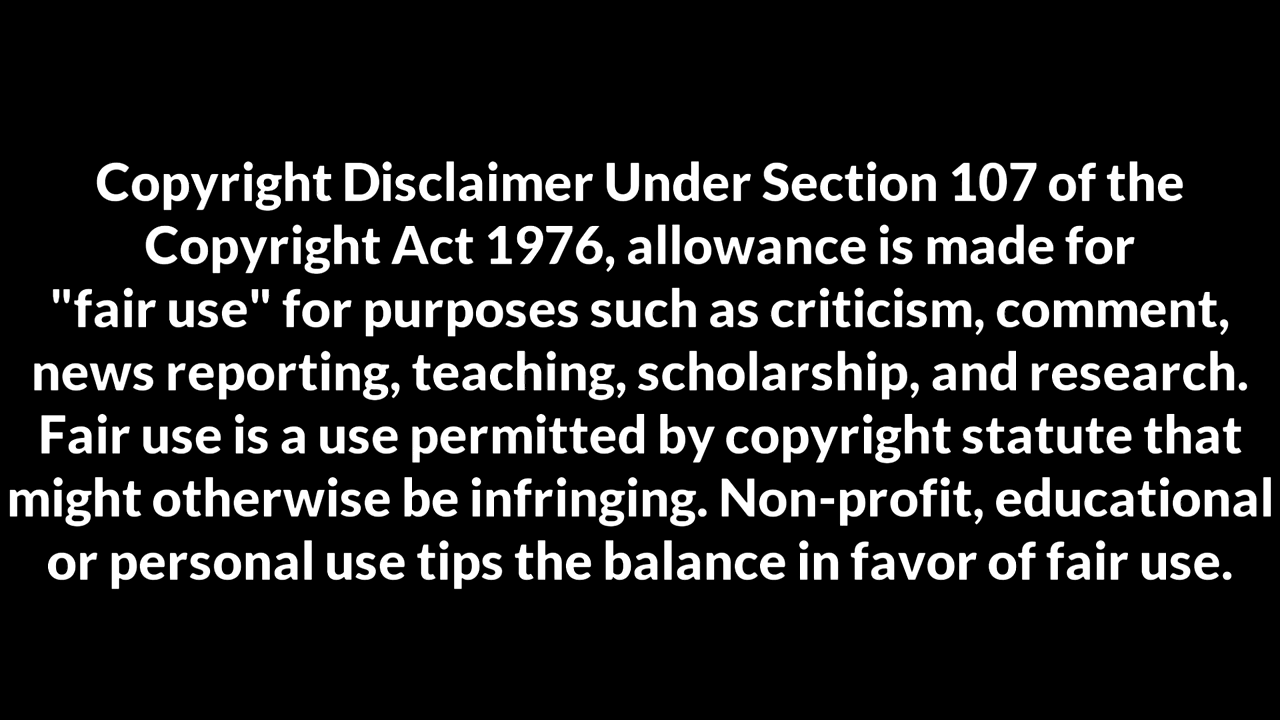 Copyright Disclaimer Under Section 107 of the
Copyright Act 1976, allowance is made for
"fair use" for purposes such as criticism, comment,
news reporting, teaching, scholarship, and research.
Fair use is a use permitted by copyright statute that
might otherwise be infringing. Non-profit, educational
or personal use tips the balance in favor of fair use.